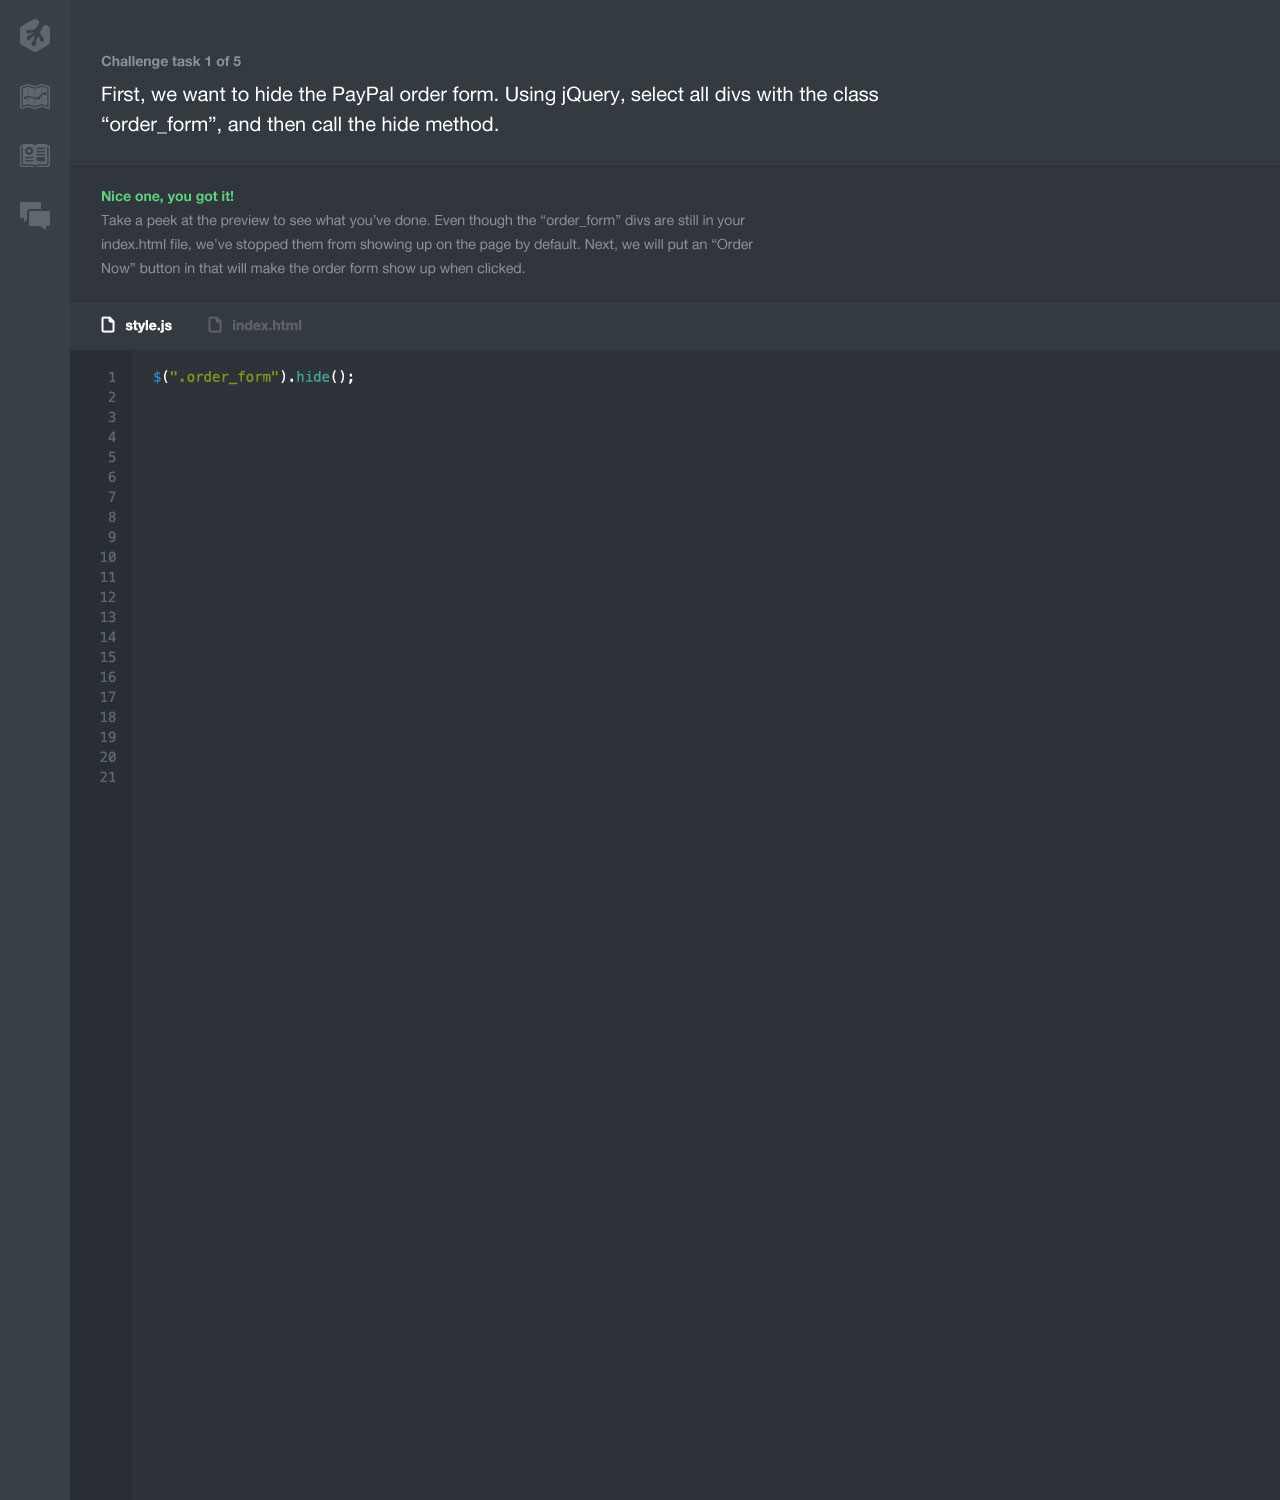 Challenge task 1 of 5
First, we want to hide the PayPal order form. Using jQuery, select all divs with the class
“order_form”, and then call the hide method.
Nice one, you got it!
Take a peek at the preview to see what you’ve done. Even though the “order_form” divs are still in your
index.html file, we’ve stopped them from showing up on the page by default. Next, we will put an “Order
Now” button in that will make the order form show up when clicked.
style.js index.html
1 $(".order_form").hide();
2
3
4
5
6
7
8
9
10
11
12
13
14
15
16
17
18
19
20
21